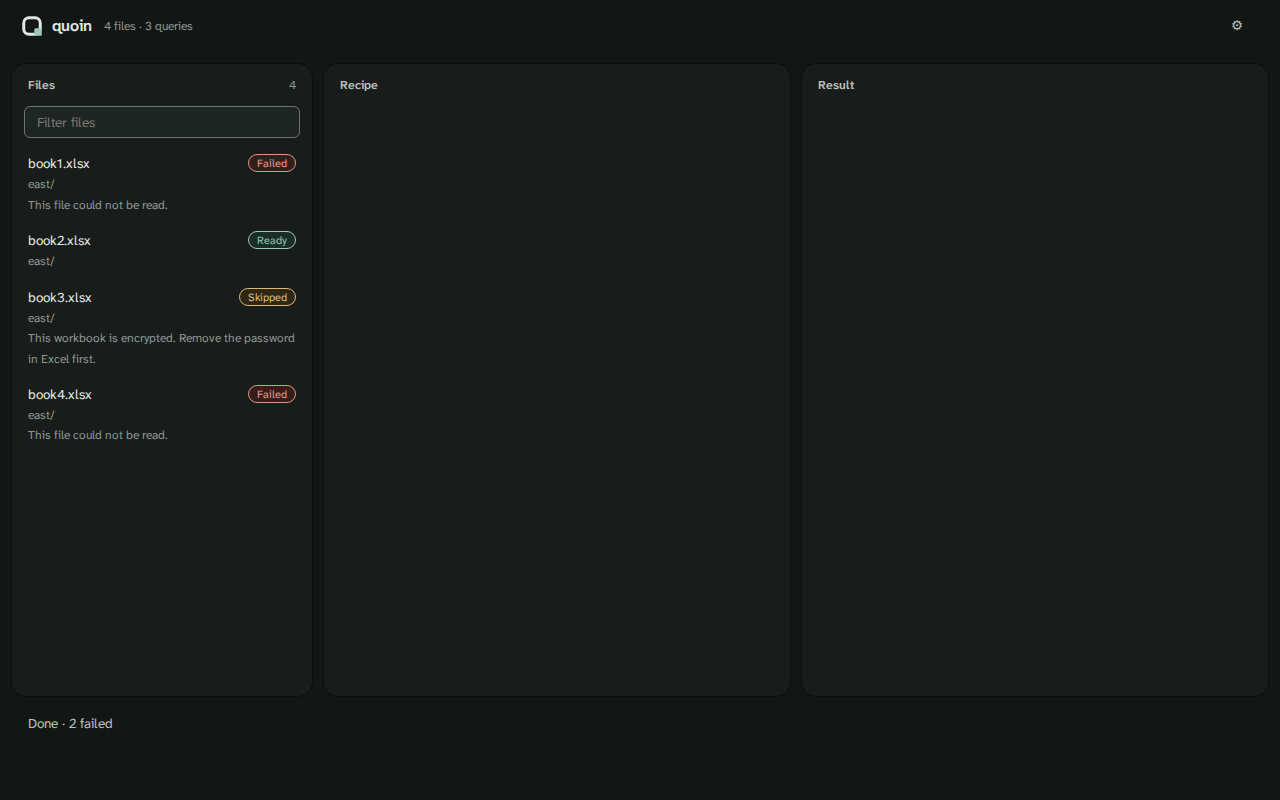 quoin 4 files · 3 queries
Files 4
Filter files
book1.xlsx Failed
east/
This file could not be read.
book2.xlsx Ready
east/
book3.xlsx Skipped
east/
This workbook is encrypted. Remove the password
in Excel first.
book4.xlsx Failed
east/
This file could not be read.
Recipe
Result
Done · 2 failed